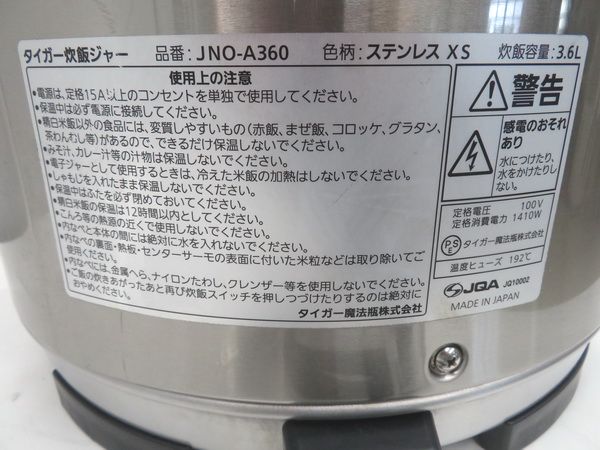 タイガー炊飯ジャー 品番：JNO-A360 色柄：ステンレス XS 炊飯容量：3.6L
使用上の注意
●電源は、定格15A以上のコンセントを単独で使用してください。
●保温中は必ず電源に接続してください。
●精白米飯以外の食品には、変質しやすいもの(赤飯、まぜ飯、コロッケ、グラタン、
茶わんむし等)があるので、できるだけ保温しないでください。
●みそ汁、カレー汁等の汁物は保温しないでください。
●電子ジャーとして使用するときは、冷えた米飯の加熱はしないでください。
●しゃもじを入れたまま保温しないでください。
●保温中はふたを必ず閉めておいてください。
●精白米飯の保温は12時間以内としてください。
●こんろ等の熱源の近くで使用しないでください。
●内なべと本体の間には絶対に水を入れないでください。
●内なべの裏面・熱板・センターサーモの表面に付いた米粒などは取り除いてご
使用ください。
●内なべには、金属へら、ナイロンたわし、クレンザー等を使用しないでください。
●ご飯の炊きあがったあと再び炊飯スイッチを押しつづけたりするのは絶対に
おやめください。
タイガー魔法瓶株式会社
警告
感電のおそれ
あり
水につけたり、
水をかけたりし
ない。
定格電圧 100V
定格消費電力 1410W
PSE タイガー魔法瓶株式会社
温度ヒューズ 192℃
JQA JQ1000Z
MADE IN JAPAN